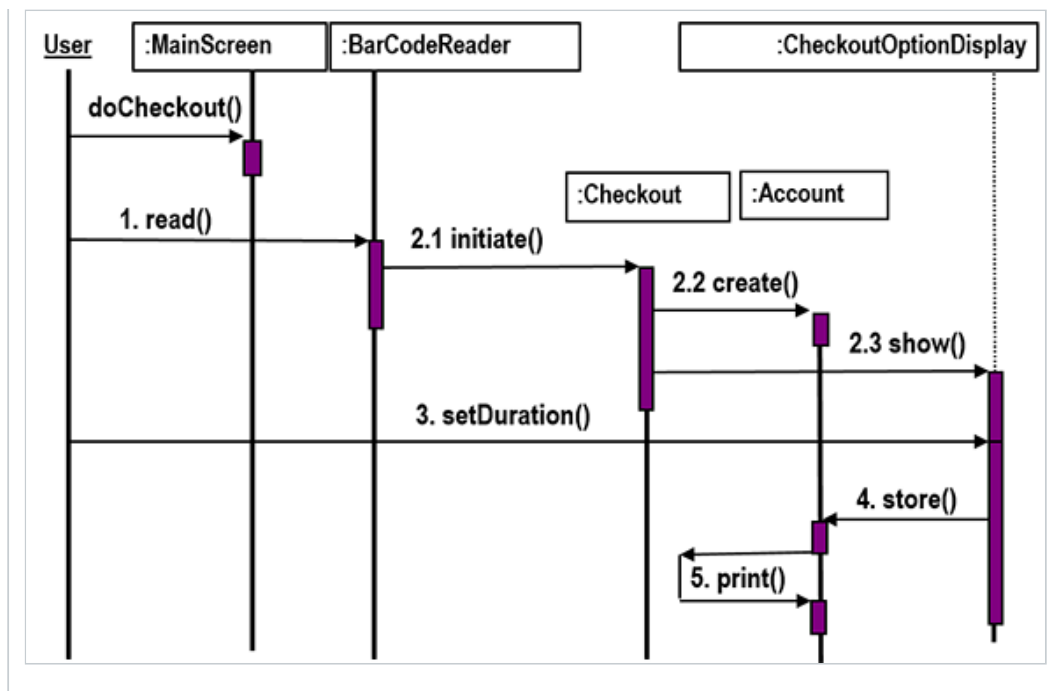 User
:MainScreen
:BarCodeReader
:CheckoutOptionDisplay
doCheckout()
:Checkout
:Account
1. read()
2.1 initiate()
2.2 create()
2.3 show()
3. setDuration()
4. store()
5. print()